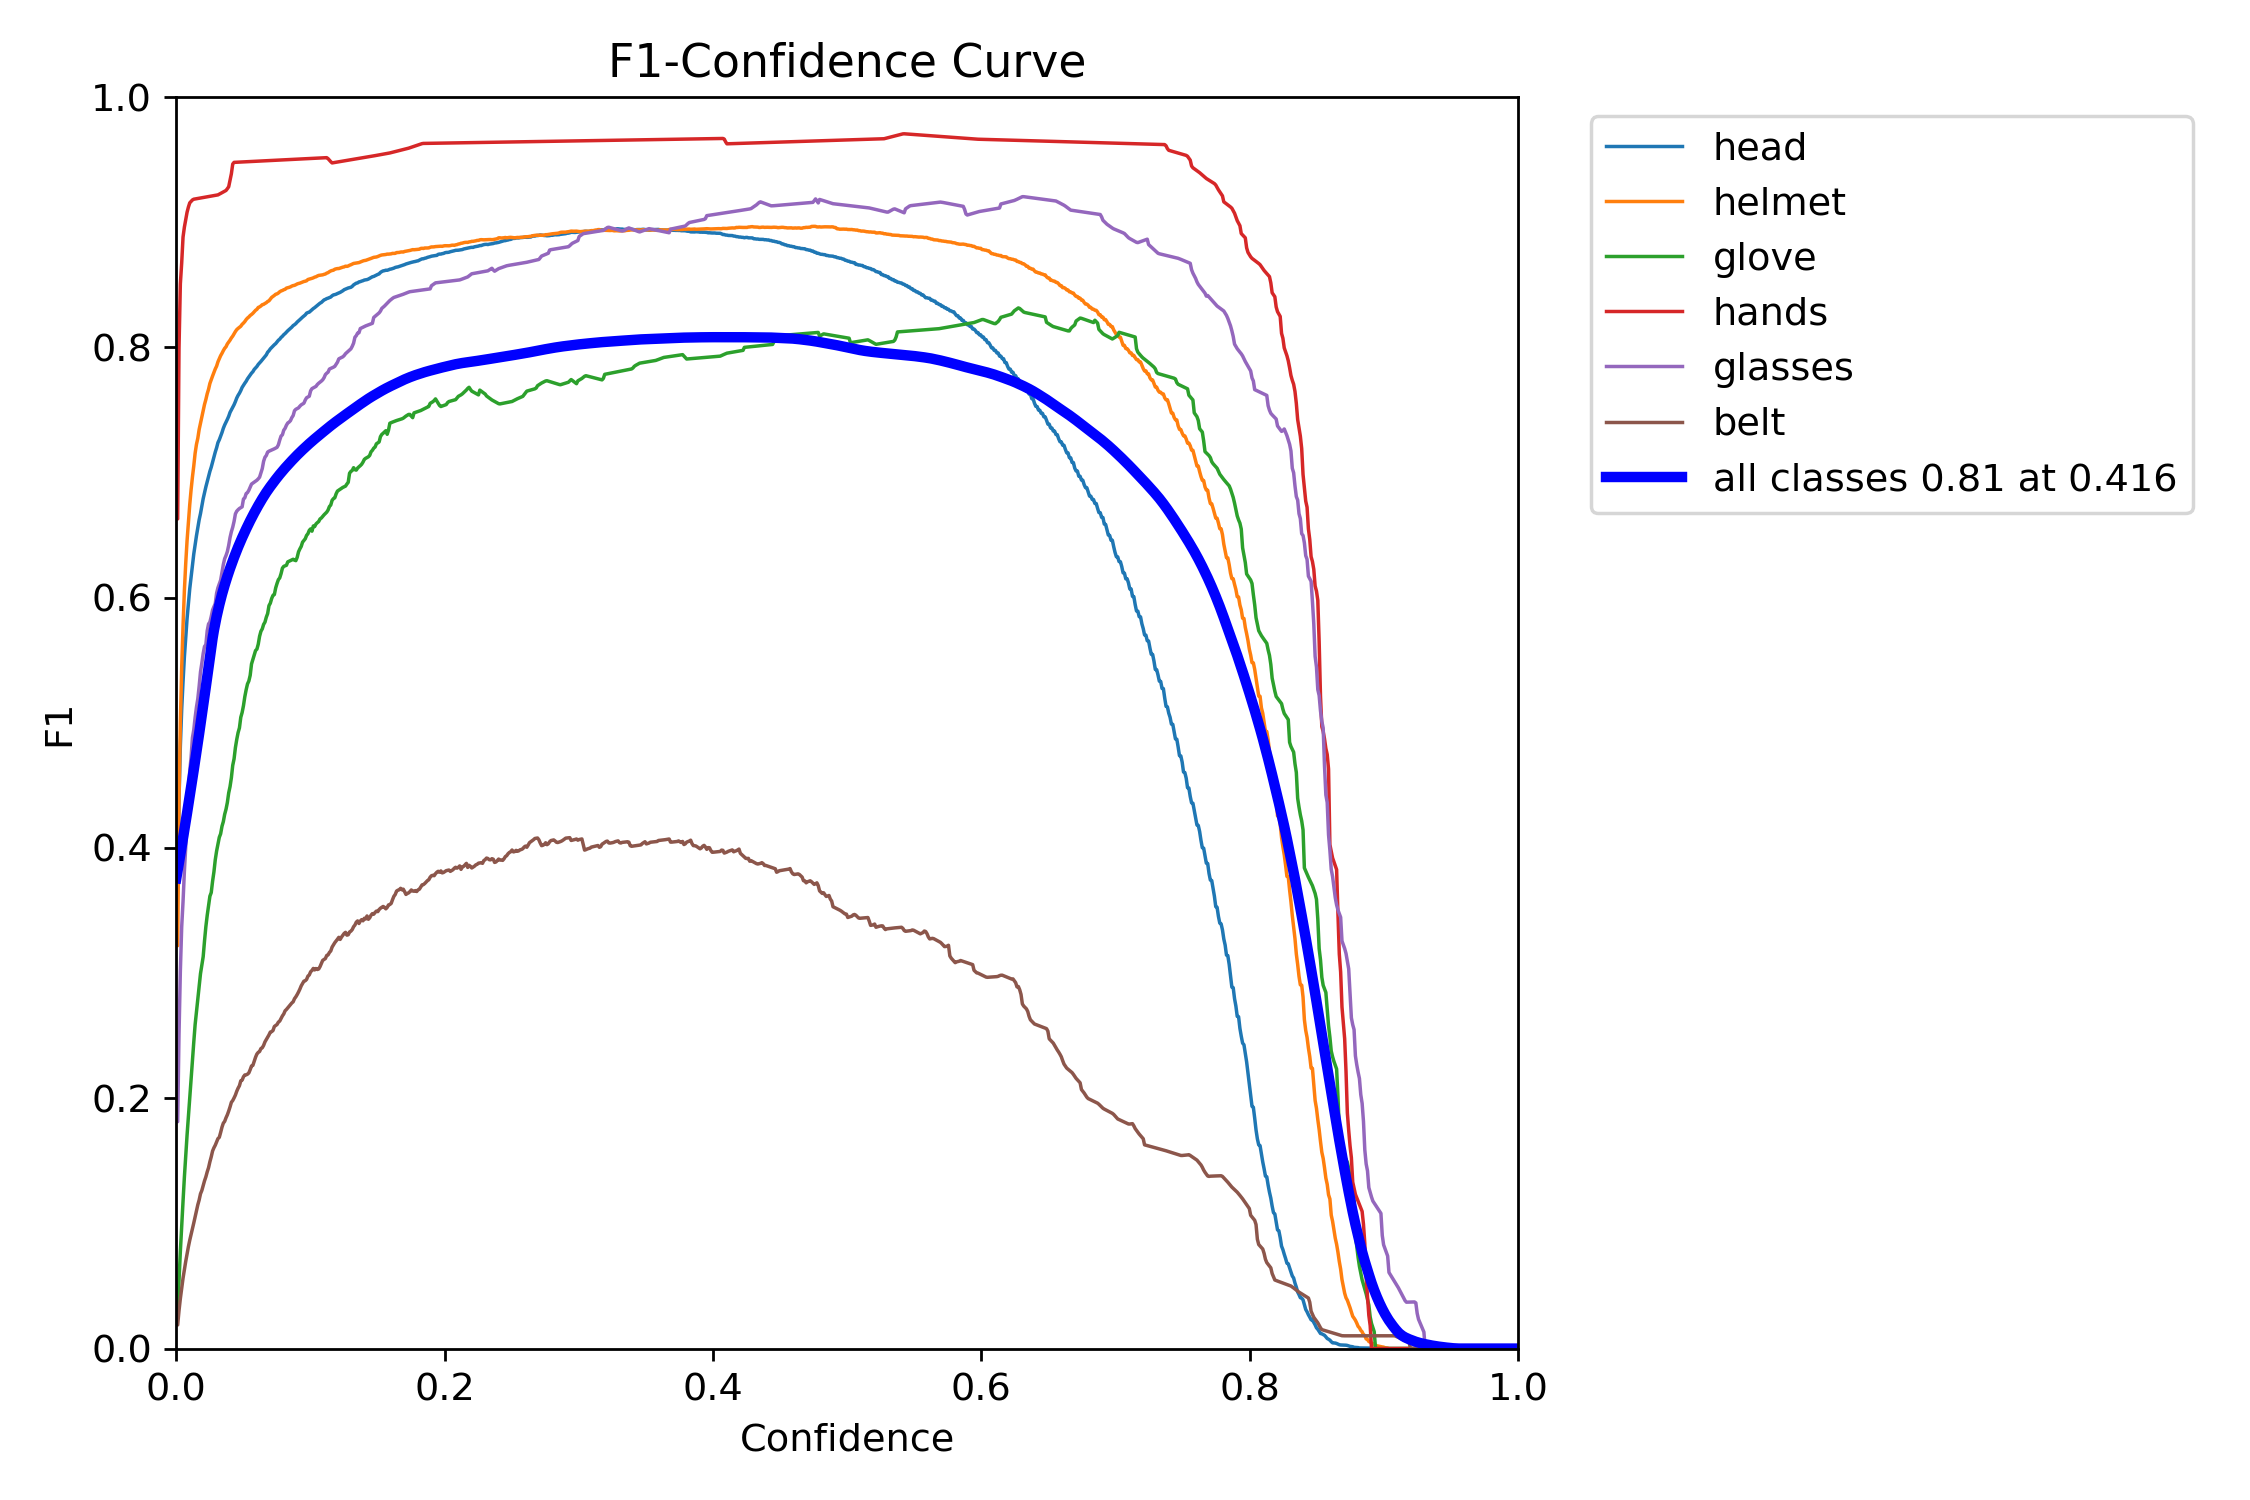 F1-Confidence Curve
1.0
0.8
0.6
0.4
0.2
0.0
F1
0.0 0.2 0.4 0.6 0.8 1.0
Confidence
head
helmet
glove
hands
glasses
belt
all classes 0.81 at 0.416